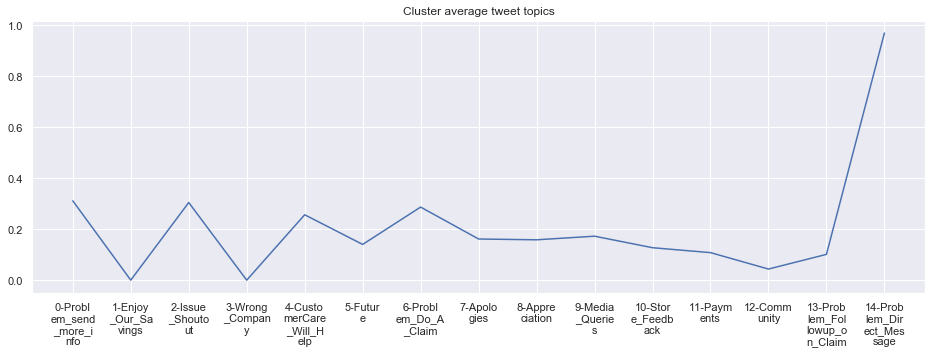 Cluster average tweet topics
1.0
0.8
0.6
0.4
0.2
0.0
0-Probl 1-Enjoy 2-Issue 3-Wrong 4-Custo 5-Futur 6-Probl 7-Apolo 8-Appre 9-Media 10-Stor 11-Paym 12-Comm 13-Prob 14-Prob
em_send _Our_Sa _Shouto _Compan merCare e em_Do_A gies ciation _Querie e_Feedb ents unity lem_Fol lem_Dir
_more_i vings ut y _Will_H _Claim s ack lowup_o ect_Mes
nfo elp n_Claim sage